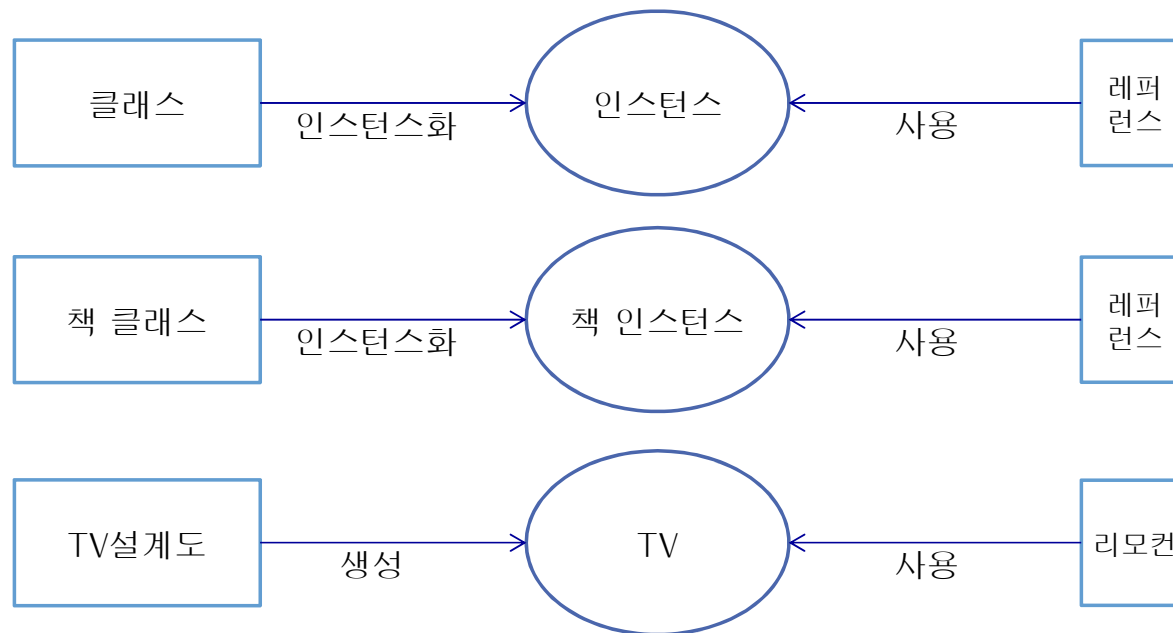 클래스
인스턴스화
인스턴스
사용
레퍼
런스
책 클래스
인스턴스화
책 인스턴스
사용
레퍼
런스
TV설계도
생성
TV
사용
리모컨